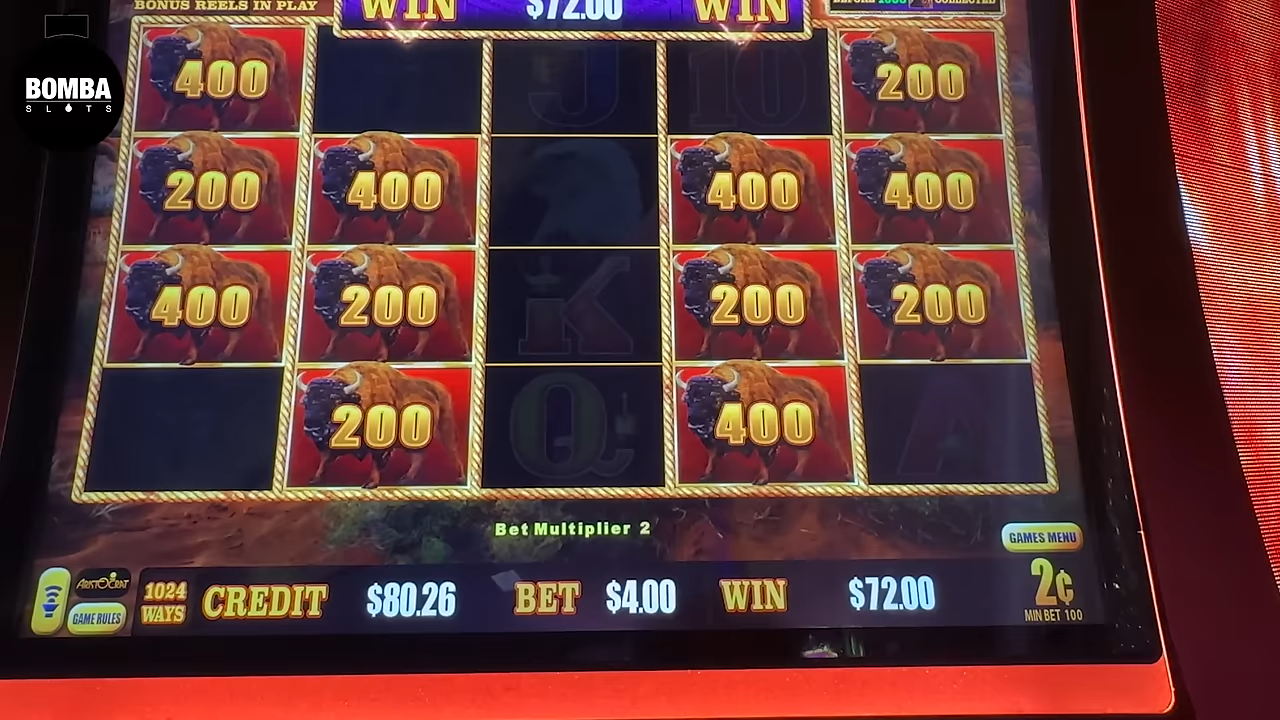 BONUS REELS IN PLAY
WIN $72.00 WIN
BOMBA
SLOTS
400 J 10 200
200 400 400 400
400 200 K 200 200
200 Q 400 A
Bet Multiplier 2
GAMES MENU
ARISTOCRAT
GAME RULES
1024
WAYS
CREDIT $80.26 BET $4.00 WIN $72.00
2¢
MIN BET 100